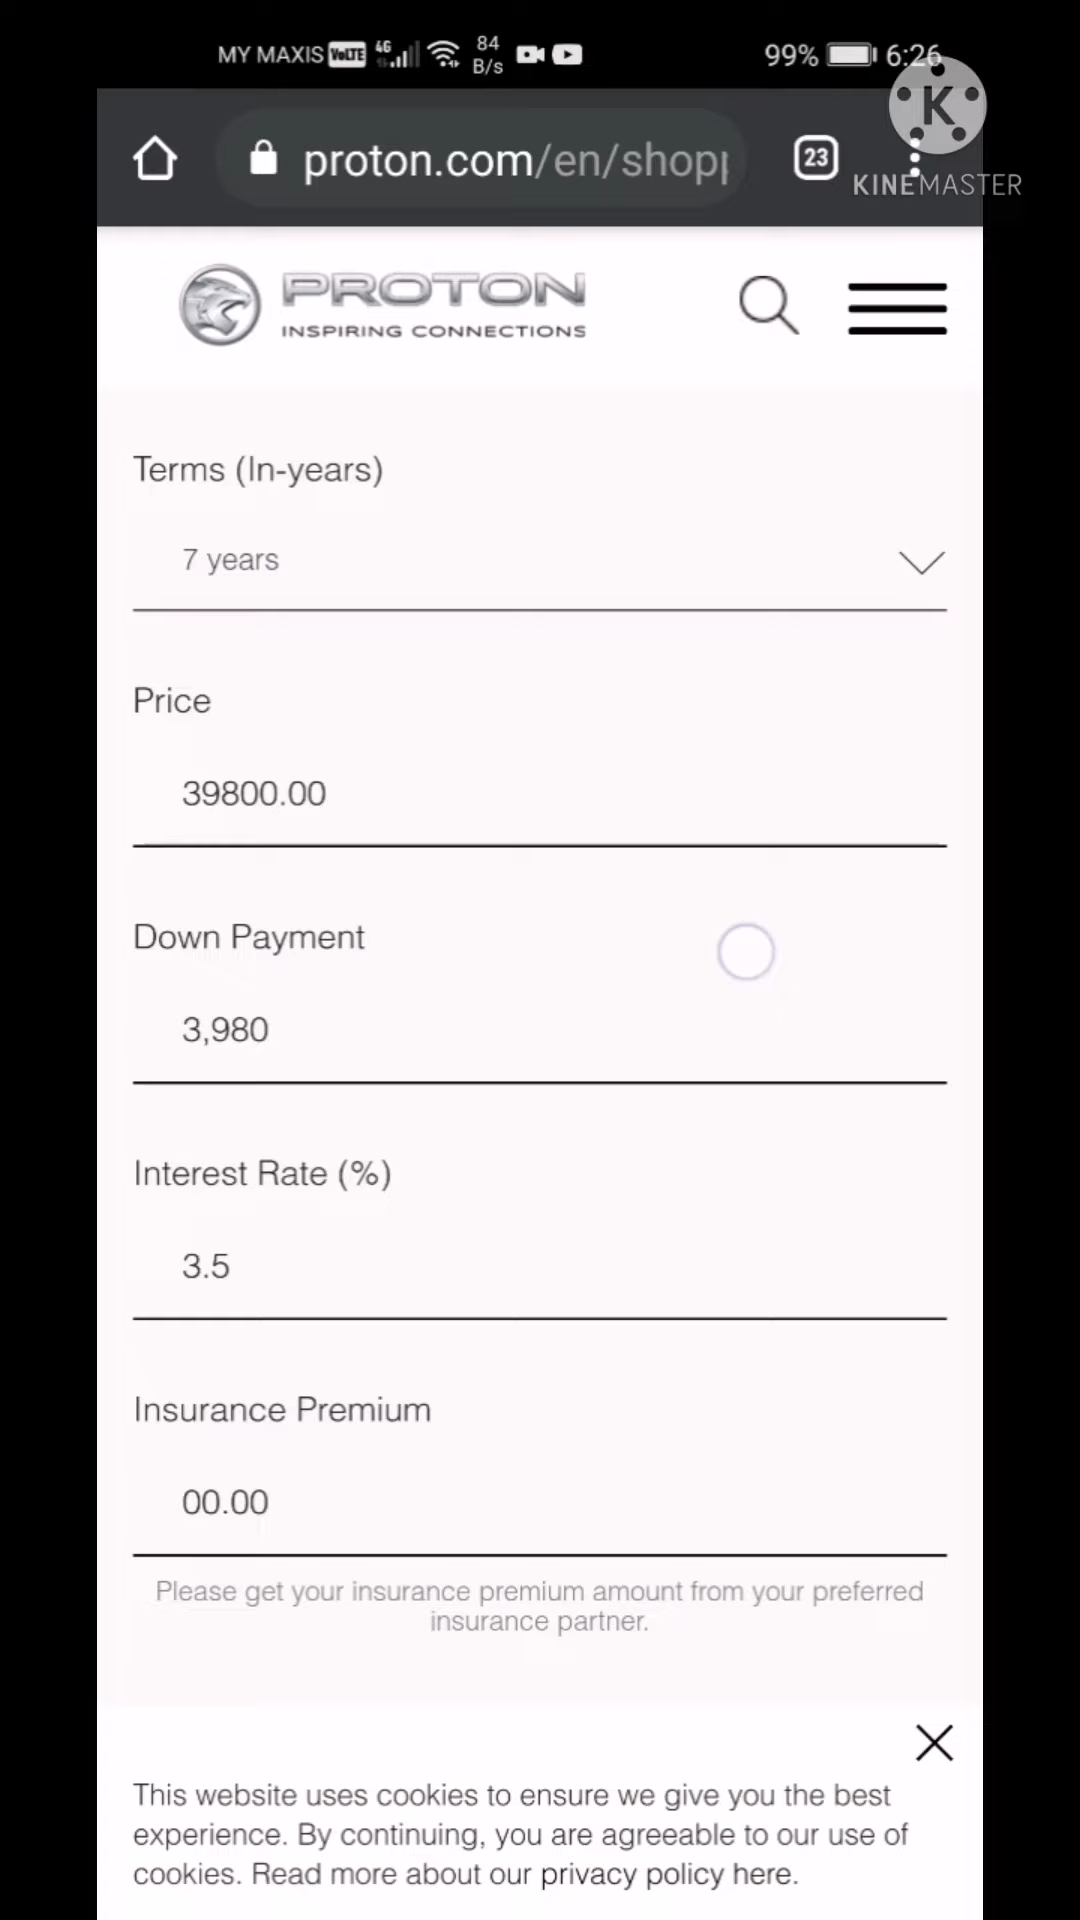 MY MAXIS VoLTE 4G 84 B/s 99% 6:26
K
KINEMASTER
proton.com/en/shopp
23
PROTON
INSPIRING CONNECTIONS
Terms (In-years)
7 years
Price
39800.00
Down Payment
3,980
Interest Rate (%)
3.5
Insurance Premium
00.00
Please get your insurance premium amount from your preferred
insurance partner.
This website uses cookies to ensure we give you the best
experience. By continuing, you are agreeable to our use of
cookies. Read more about our privacy policy here.